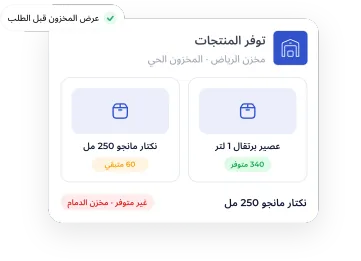 عرض المخزون قبل الطلب
توفر المنتجات
مخزن الرياض · المخزون الحي
عصير برتقال 1 لتر
340 متوفر
نكتار مانجو 250 مل
60 متبقي
نكتار مانجو 250 مل
غير متوفر · مخزن الدمام